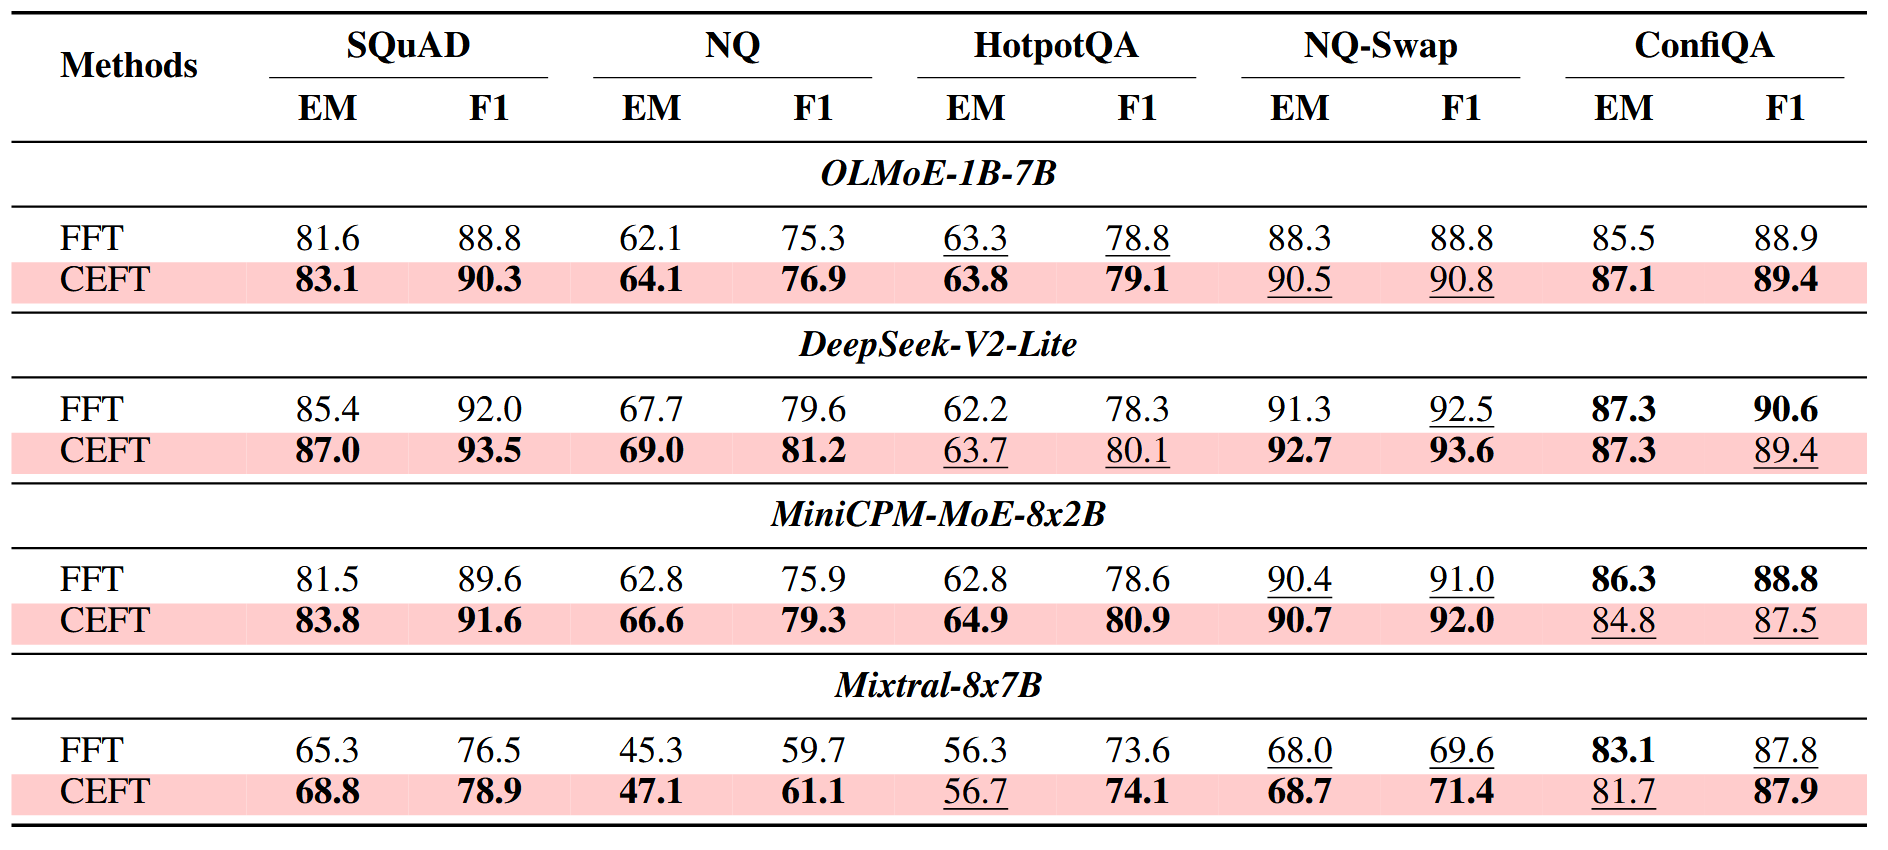 Methods SQuAD NQ HotpotQA NQ-Swap ConfiQA
EM F1 EM F1 EM F1 EM F1 EM F1
OLMoE-1B-7B
FFT 81.6 88.8 62.1 75.3 63.3 78.8 88.3 88.8 85.5 88.9
CEFT 83.1 90.3 64.1 76.9 63.8 79.1 90.5 90.8 87.1 89.4
DeepSeek-V2-Lite
FFT 85.4 92.0 67.7 79.6 62.2 78.3 91.3 92.5 87.3 90.6
CEFT 87.0 93.5 69.0 81.2 63.7 80.1 92.7 93.6 87.3 89.4
MiniCPM-MoE-8x2B
FFT 81.5 89.6 62.8 75.9 62.8 78.6 90.4 91.0 86.3 88.8
CEFT 83.8 91.6 66.6 79.3 64.9 80.9 90.7 92.0 84.8 87.5
Mixtral-8x7B
FFT 65.3 76.5 45.3 59.7 56.3 73.6 68.0 69.6 83.1 87.8
CEFT 68.8 78.9 47.1 61.1 56.7 74.1 68.7 71.4 81.7 87.9